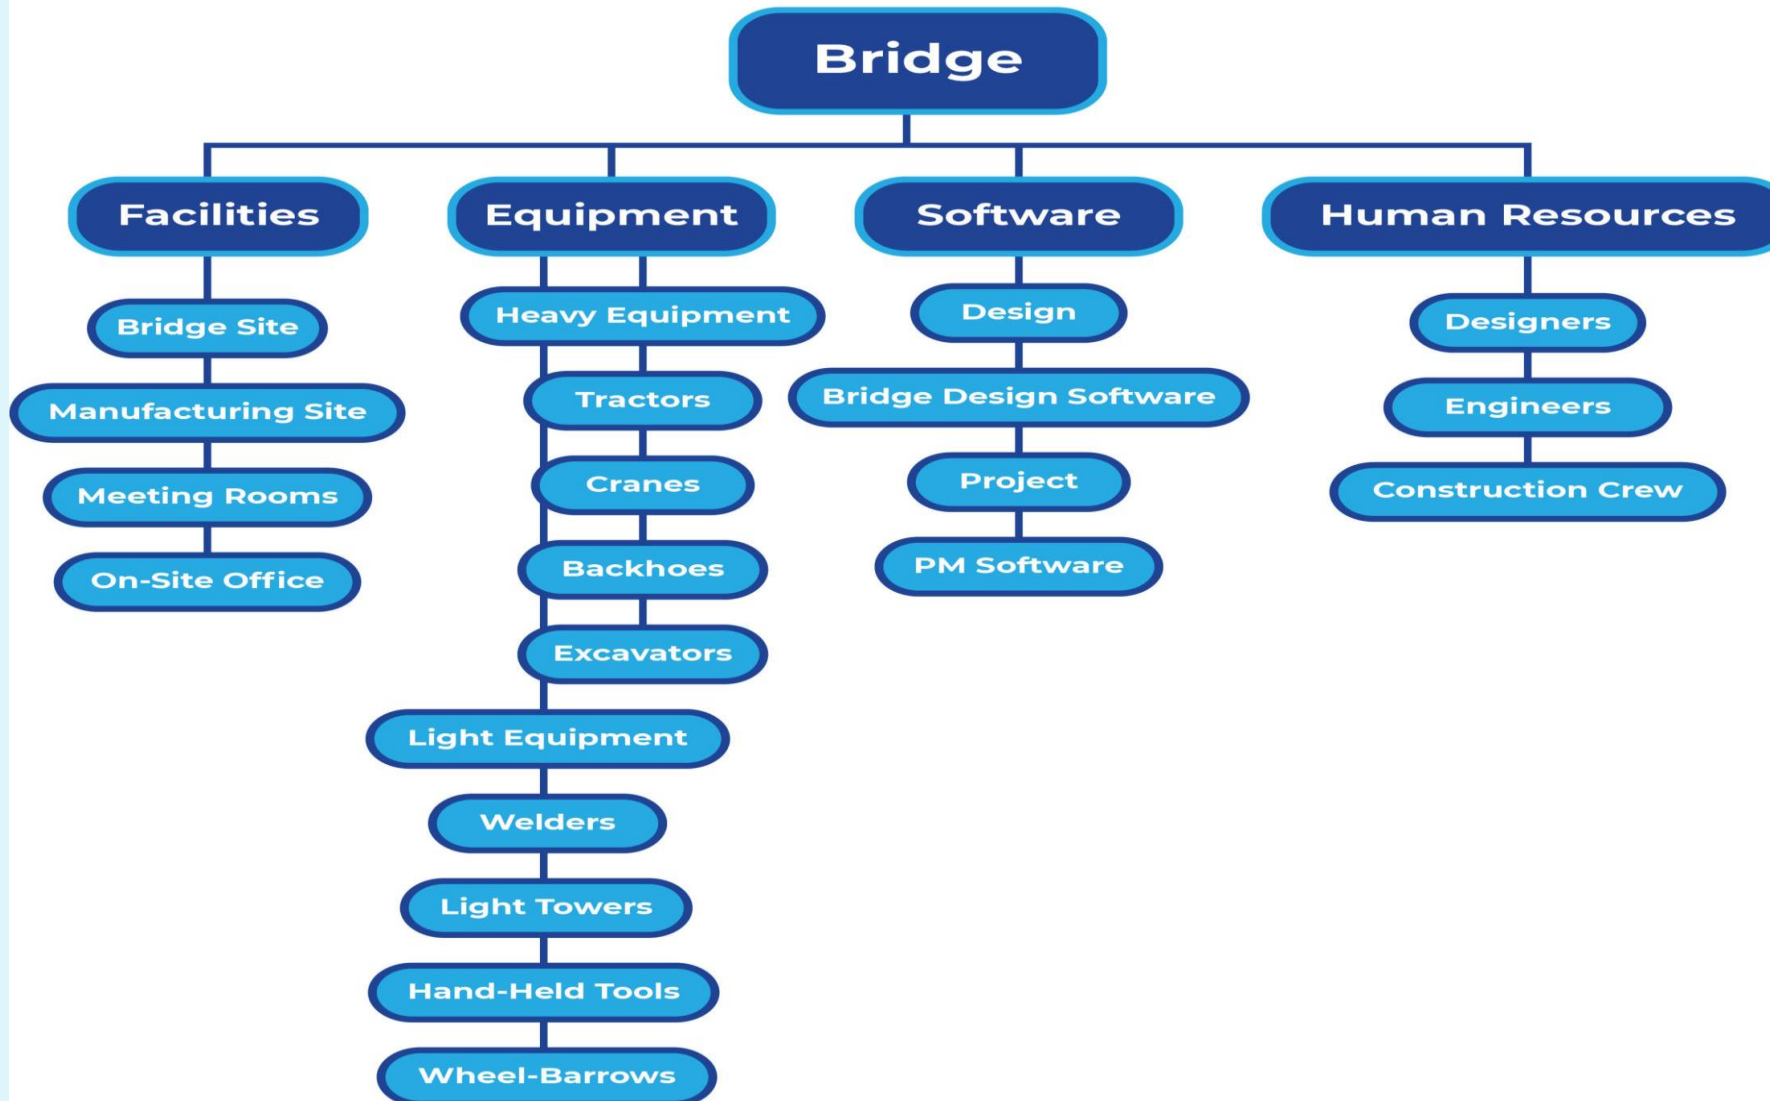 Bridge
Facilities
Bridge Site
Manufacturing Site
Meeting Rooms
On-Site Office
Equipment
Heavy Equipment
Tractors
Cranes
Backhoes
Excavators
Light Equipment
Welders
Light Towers
Hand-Held Tools
Wheel-Barrows
Software
Design
Bridge Design Software
Project
PM Software
Human Resources
Designers
Engineers
Construction Crew